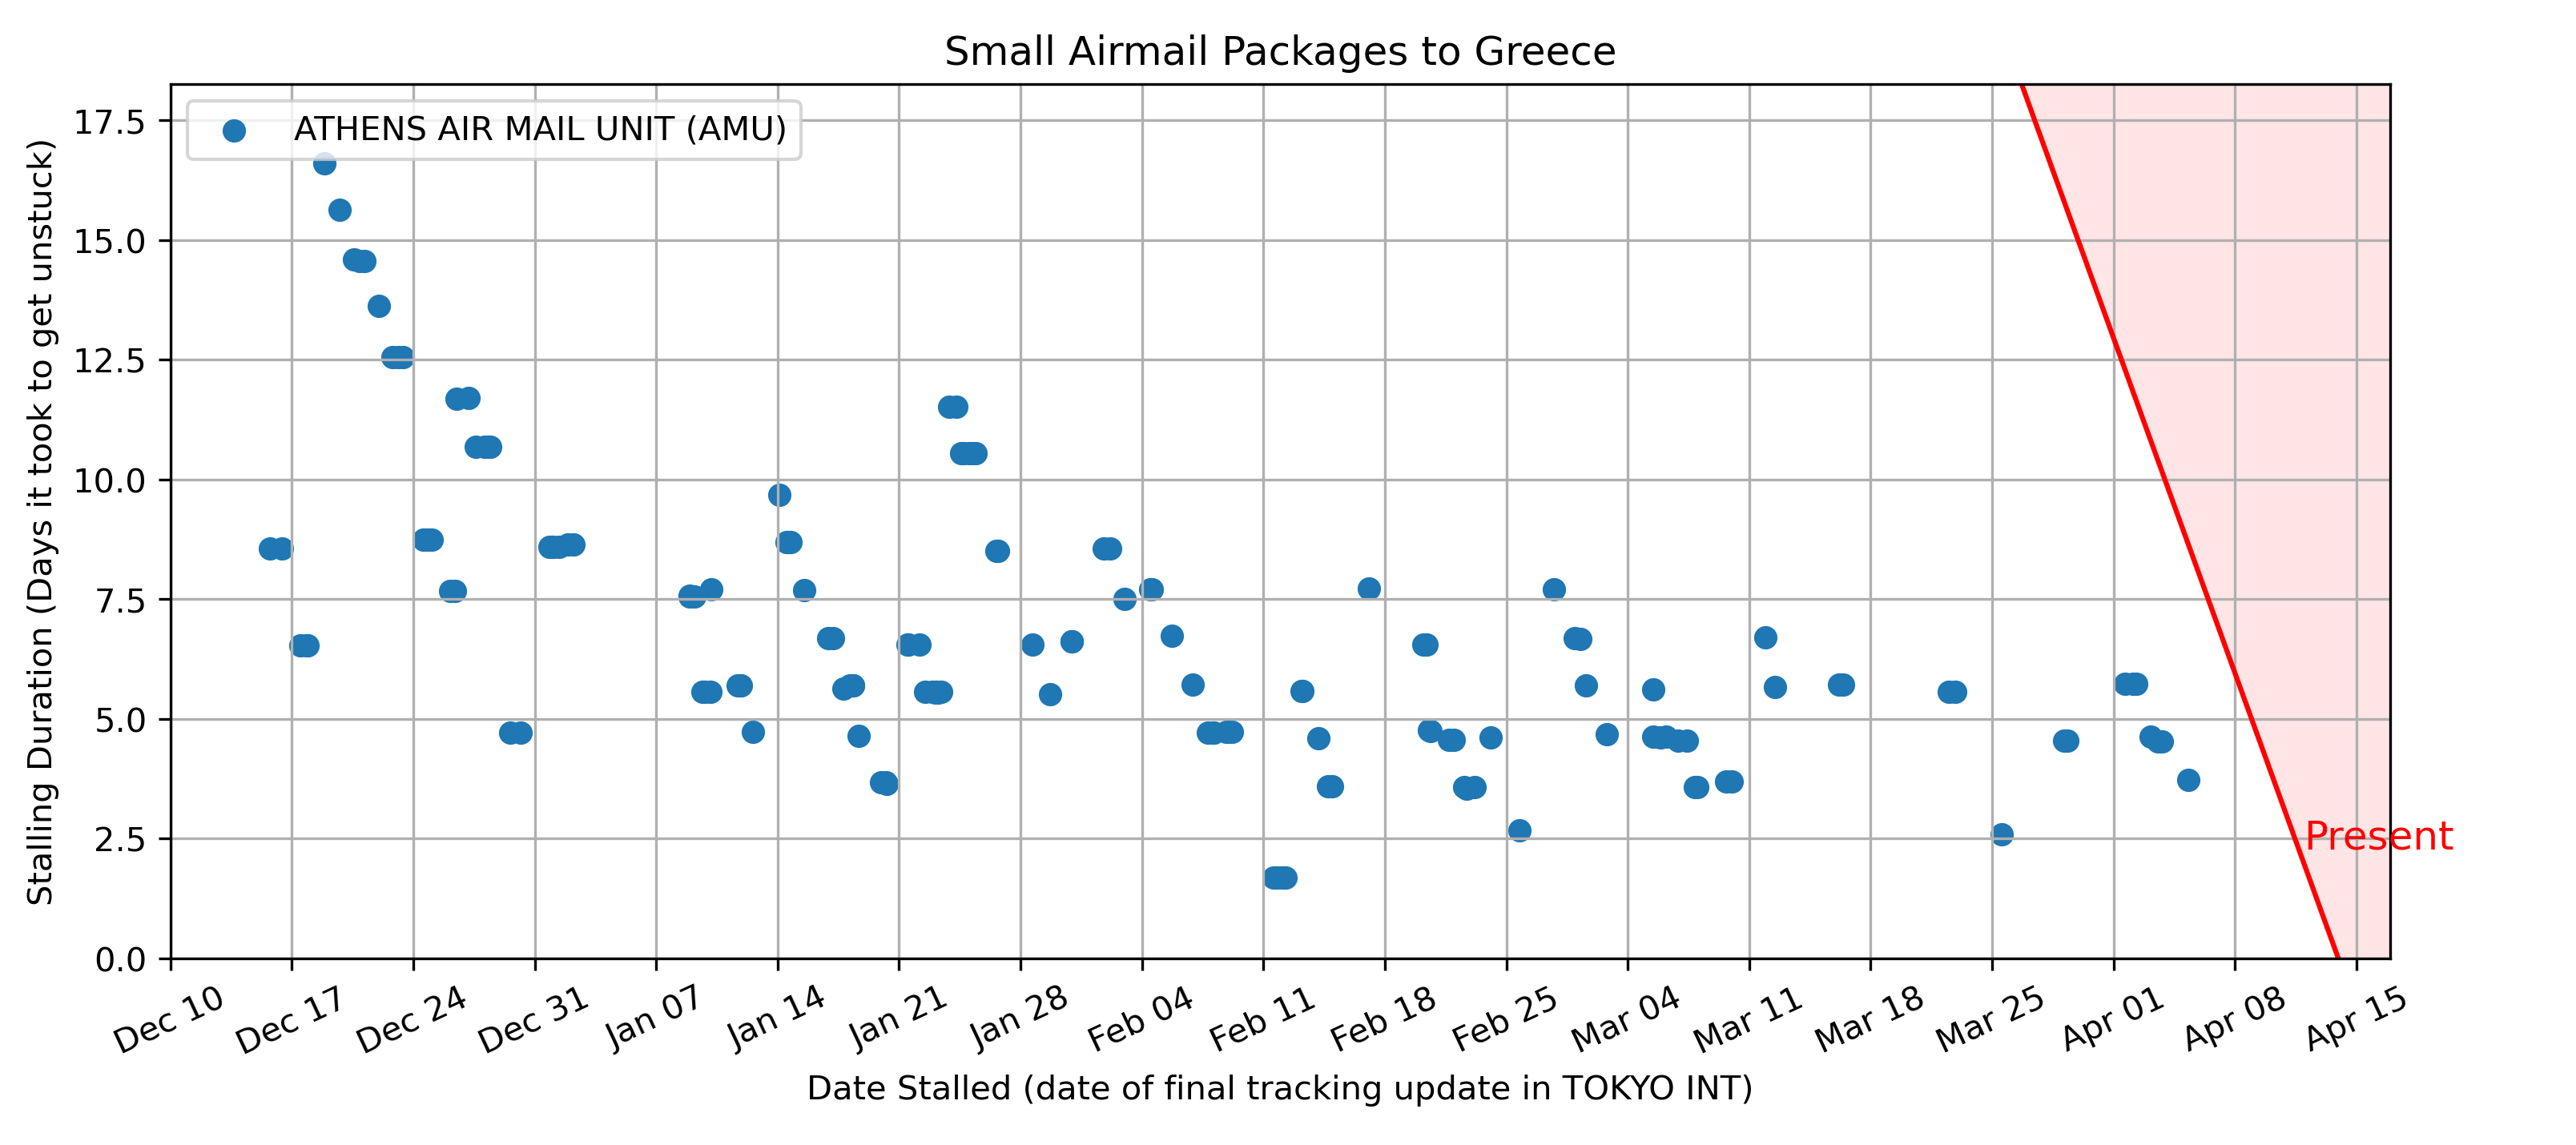 Small Airmail Packages to Greece
ATHENS AIR MAIL UNIT (AMU)
Stalling Duration (Days it took to get unstuck)
17.5
15.0
12.5
10.0
7.5
5.0
2.5
0.0
Present
Dec 10
Dec 17
Dec 24
Dec 31
Jan 07
Jan 14
Jan 21
Jan 28
Feb 04
Feb 11
Feb 18
Feb 25
Mar 04
Mar 11
Mar 18
Mar 25
Apr 01
Apr 08
Apr 15
Date Stalled (date of final tracking update in TOKYO INT)